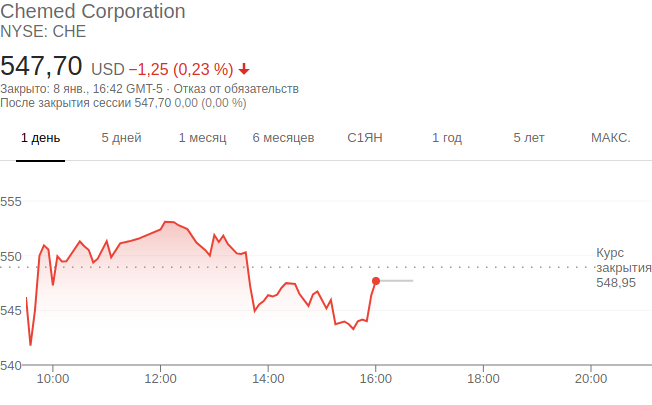 Chemed Corporation
NYSE: CHE
547,70 USD −1,25 (0,23 %)
Закрыто: 8 янв., 16:42 GMT-5 · Отказ от обязательств
После закрытия сессии 547,70 0,00 (0,00 %)
1 день 5 дней 1 месяц 6 месяцев С1ЯН 1 год 5 лет МАКС.
555
550
Курс
закрытия
548,95
545
540
10:00 12:00 14:00 16:00 18:00 20:00